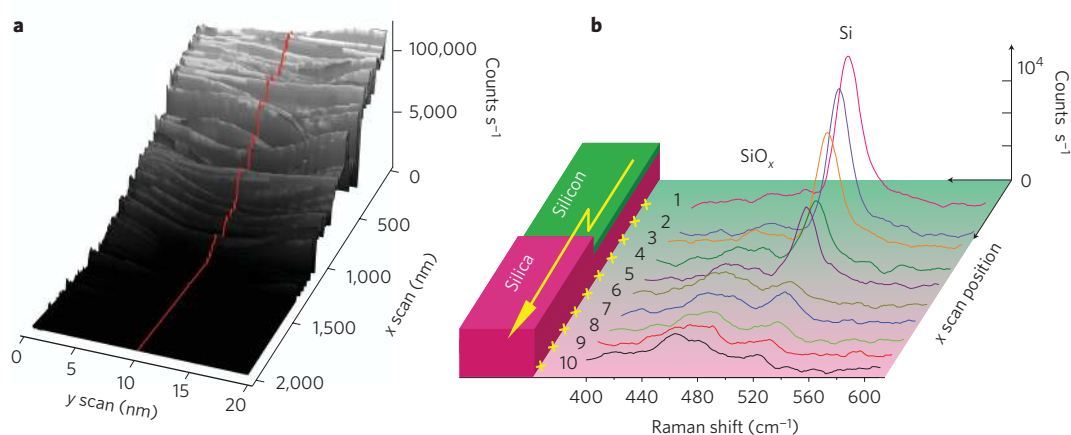 a
100,000
5,000
0
Counts s⁻¹
500
1,000
1,500
2,000
x scan (nm)
0
5
10
15
20
y scan (nm)
b
Si
SiOₓ
10⁴
0
Counts s⁻¹
x scan position
Silicon
Silica
1
2
3
4
5
6
7
8
9
10
400 440 480 520 560 600
Raman shift (cm⁻¹)